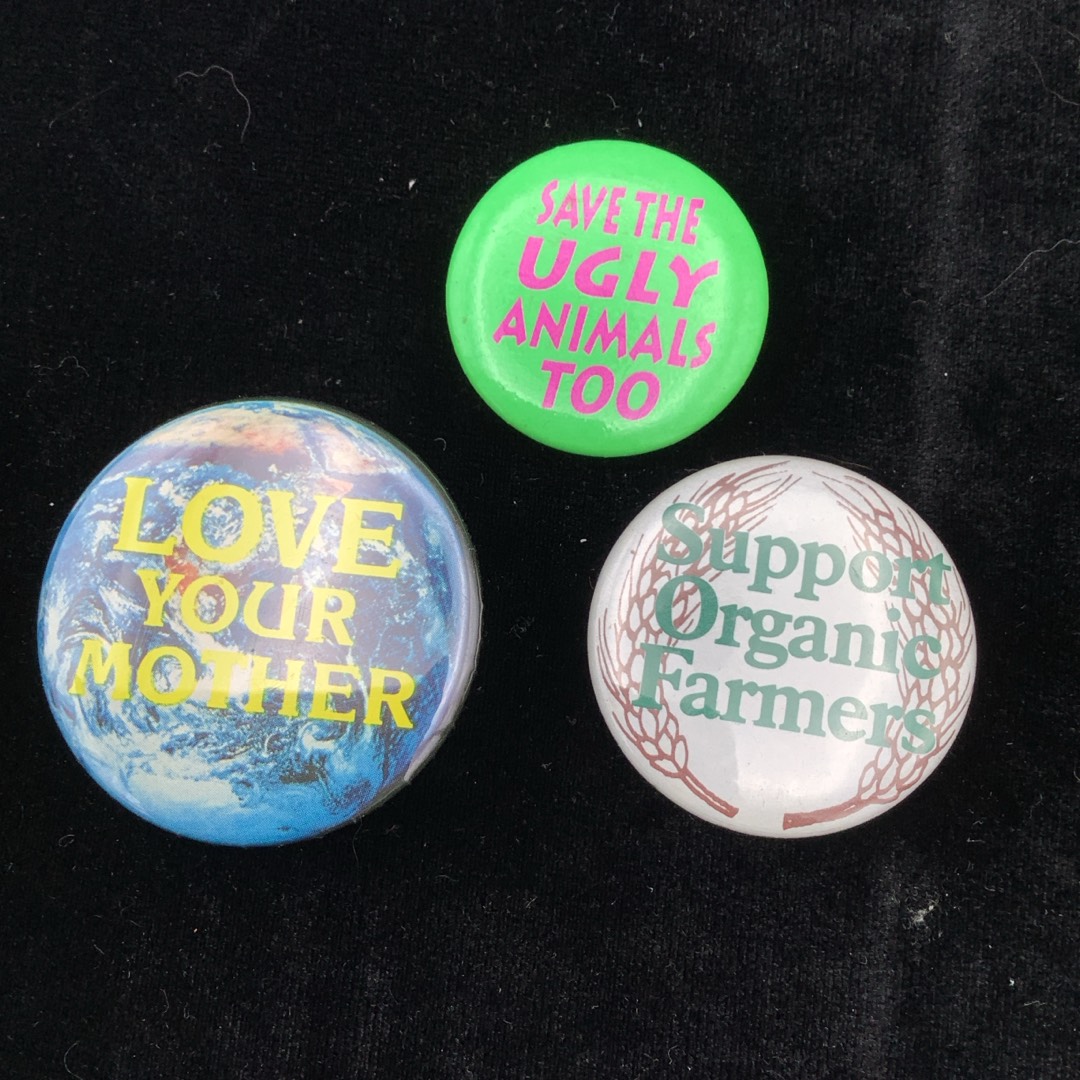 SAVE THE
UGLY
ANIMALS
TOO
LOVE
YOUR
MOTHER
Support
Organic
Farmers